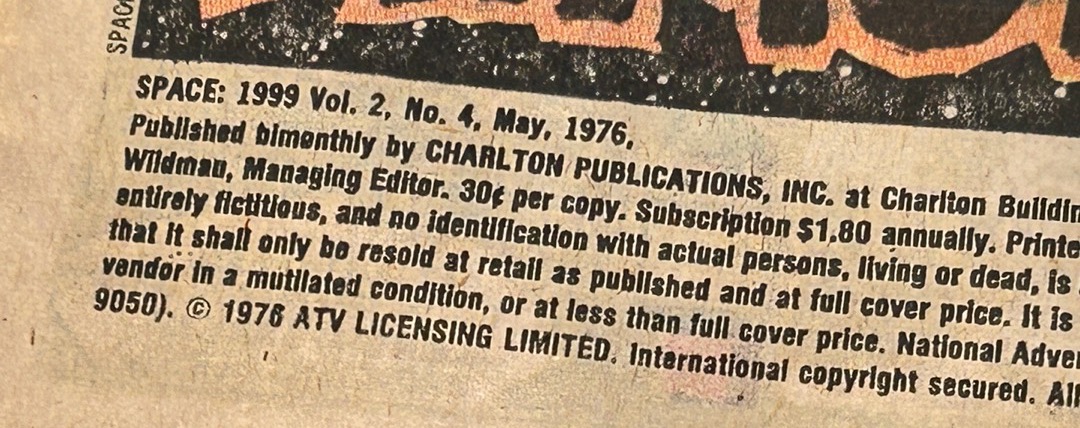 SPACE: 1999 Vol. 2, No. 4, May, 1976,
Published bimonthly by CHARLTON PUBLICATIONS, INC. at Charlton
Wildman, Managing Editor. 30¢ per copy. Subscription $1.80 annually.
entirely fictitious, and no identification with actual persons, living or dead, is
that it shall only be resold at retail as published and at full cover price. It is
vendor in a mutilated condition, or at less than full cover price. National
9050). © 1976 ATV LICENSING LIMITED. International copyright secured. All